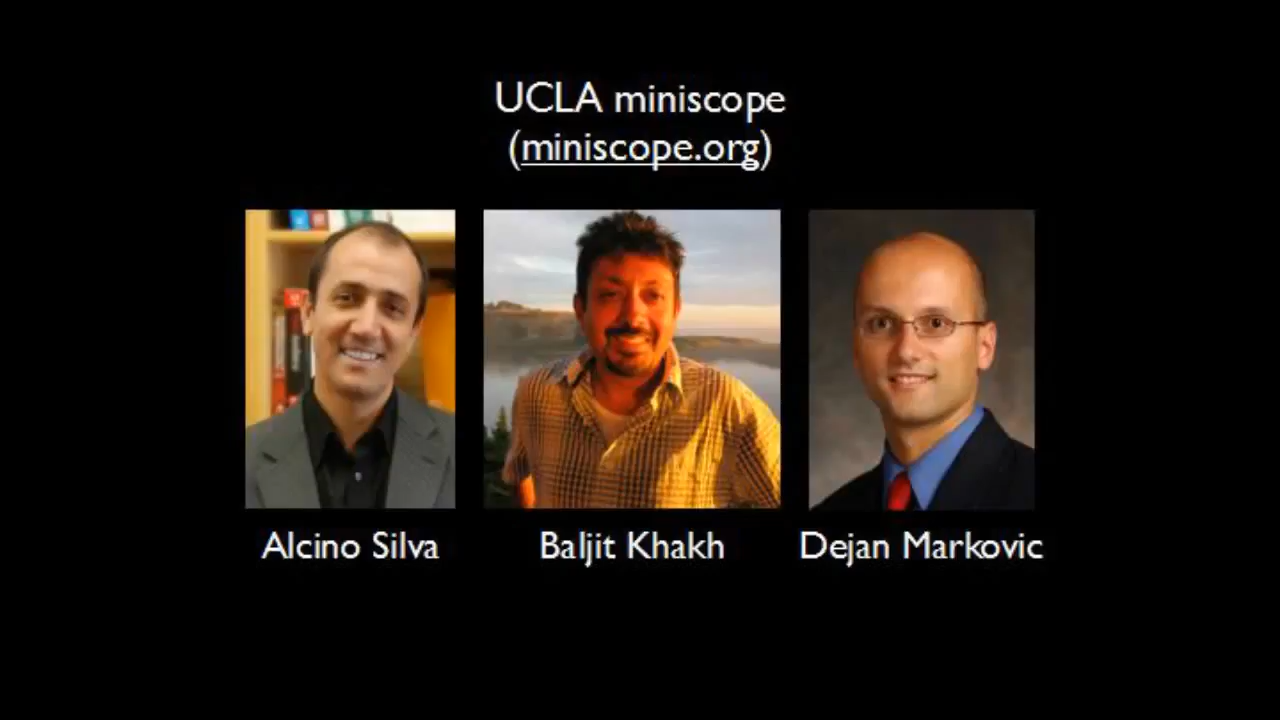 UCLA miniscope
(miniscope.org)
Alcino Silva
Baljit Khakh
Dejan Markovic